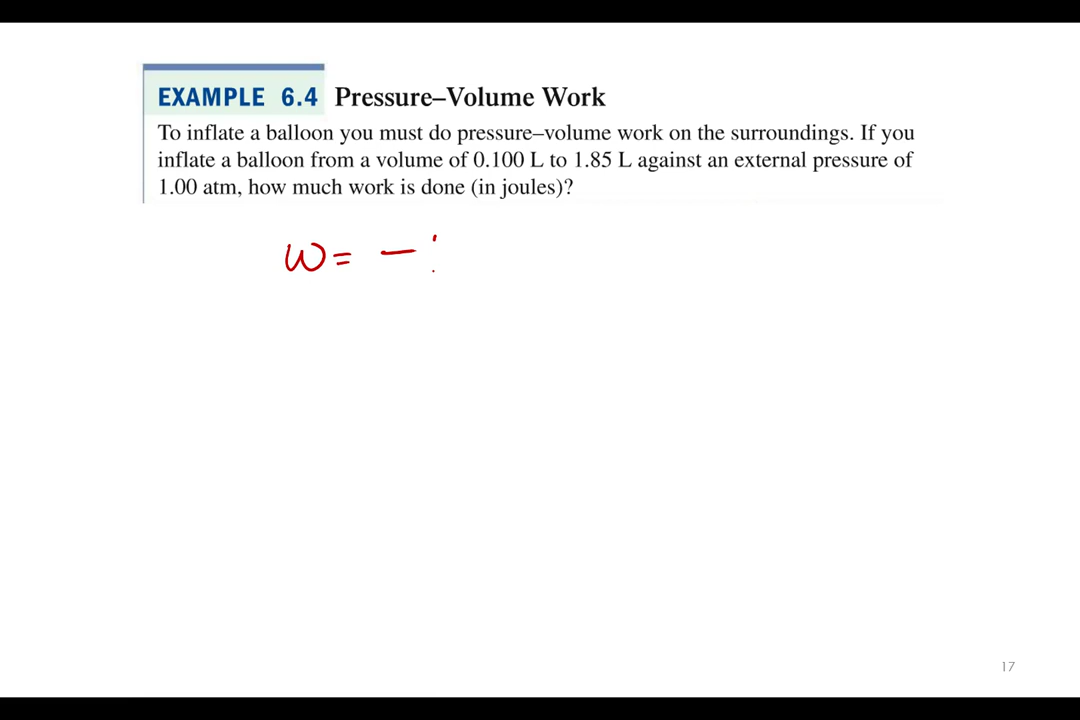 EXAMPLE 6.4 Pressure–Volume Work
To inflate a balloon you must do pressure–volume work on the surroundings. If you
inflate a balloon from a volume of 0.100 L to 1.85 L against an external pressure of
1.00 atm, how much work is done (in joules)?
w = –
17